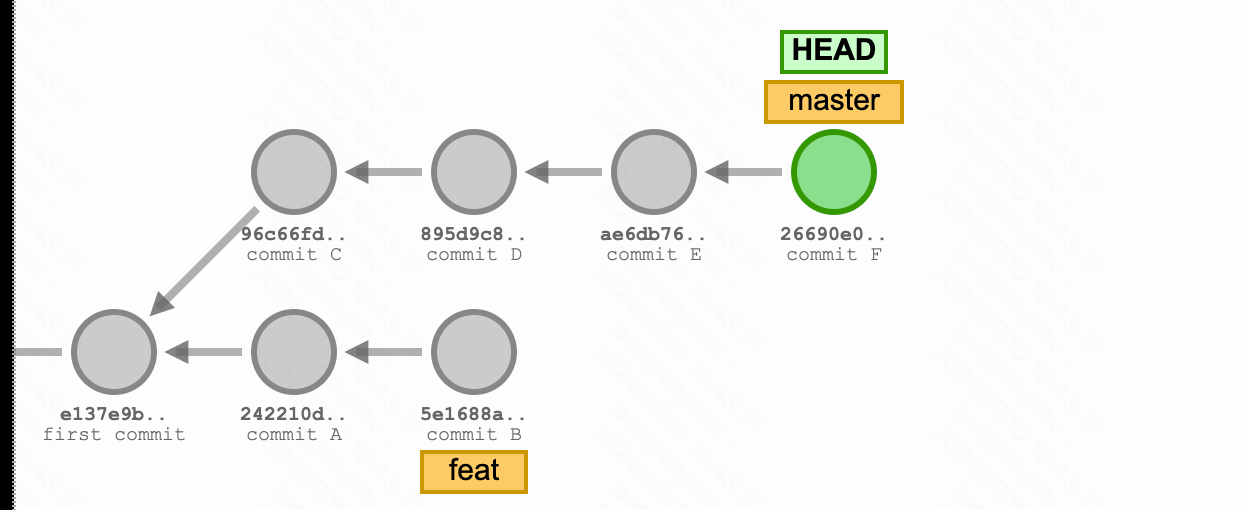 HEAD
master
96c66fd..
commit C
895d9c8..
commit D
ae6db76..
commit E
26690e0..
commit F
e137e9b..
first commit
242210d..
commit A
5e1688a..
commit B
feat